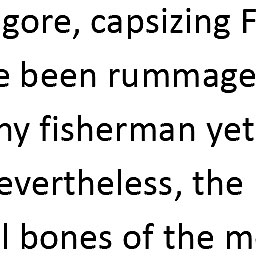 gore, capsizing F
e been rummage
ny fisherman yet
evertheless, the
l bones of the m